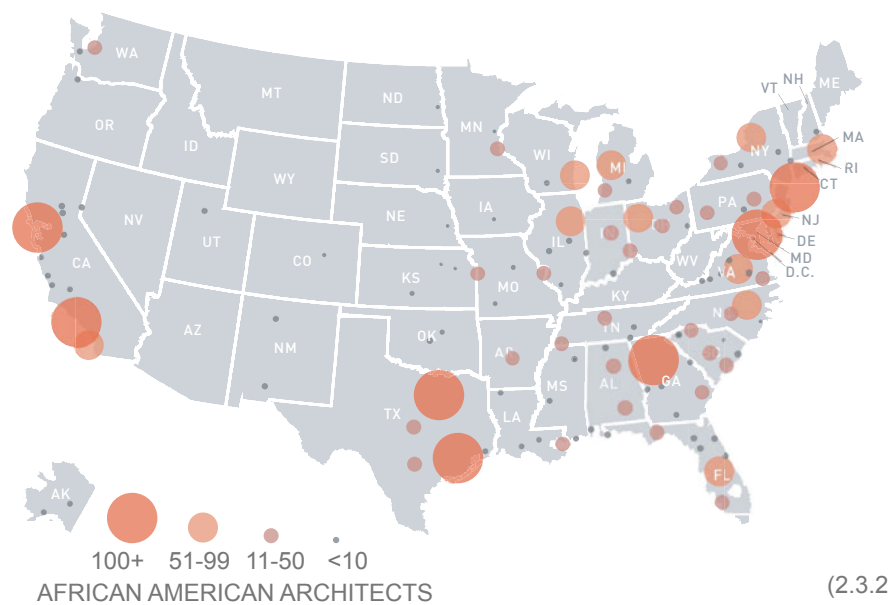 WA
MT
ND
MN
VT
NH
ME
OR
ID
SD
WI
MI
NY
MA
RI
CT
WY
IA
PA
NJ
NV
NE
IL
DE
MD
D.C.
UT
CO
KS
MO
WV
VA
CA
KY
AZ
NM
OK
TN
TX
MS
AL
GA
LA
FL
AK
100+ 51-99 11-50 <10
AFRICAN AMERICAN ARCHITECTS
(2.3.2